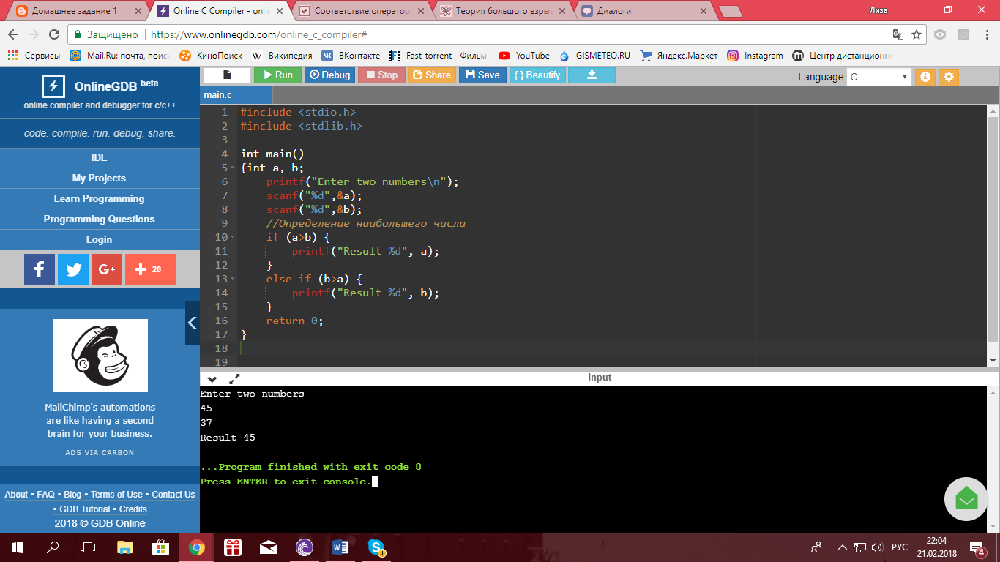 Домашнее задание 1
Online C Compiler - onlin
Соответствие оператор
Теория большого взрыв
Диалоги
Лиза
Защищено
https://www.onlinegdb.com/online_c_compiler#
Сервисы
Mail.Ru: почта, поиск
КиноПоиск
Википедия
ВКонтакте
Fast-torrent - Фильм
YouTube
GISMETEO.RU
Яндекс.Маркет
Instagram
Центр дистанционн
OnlineGDB beta
online compiler and debugger for c/c++
code. compile. run. debug. share.
IDE
My Projects
Learn Programming
Programming Questions
Login
28
MailChimp's automations
are like having a second
brain for your business.
ADS VIA CARBON
About • FAQ • Blog • Terms of Use • Contact Us
• GDB Tutorial • Credits
2018 © GDB Online
Run
Debug
Stop
Share
Save
{ } Beautify
Language C
main.c
1 #include <stdio.h>
2 #include <stdlib.h>
3
4 int main()
5 {int a, b;
6 printf("Enter two numbers\n");
7 scanf("%d",&a);
8 scanf("%d",&b);
9 //Определение наибольшего числа
10 if (a>b) {
11 printf("Result %d", a);
12 }
13 else if (b>a) {
14 printf("Result %d", b);
15 }
16 return 0;
17 }
18
19
input
Enter two numbers
45
37
Result 45
...Program finished with exit code 0
Press ENTER to exit console.
РУС
22:04
21.02.2018
4
1